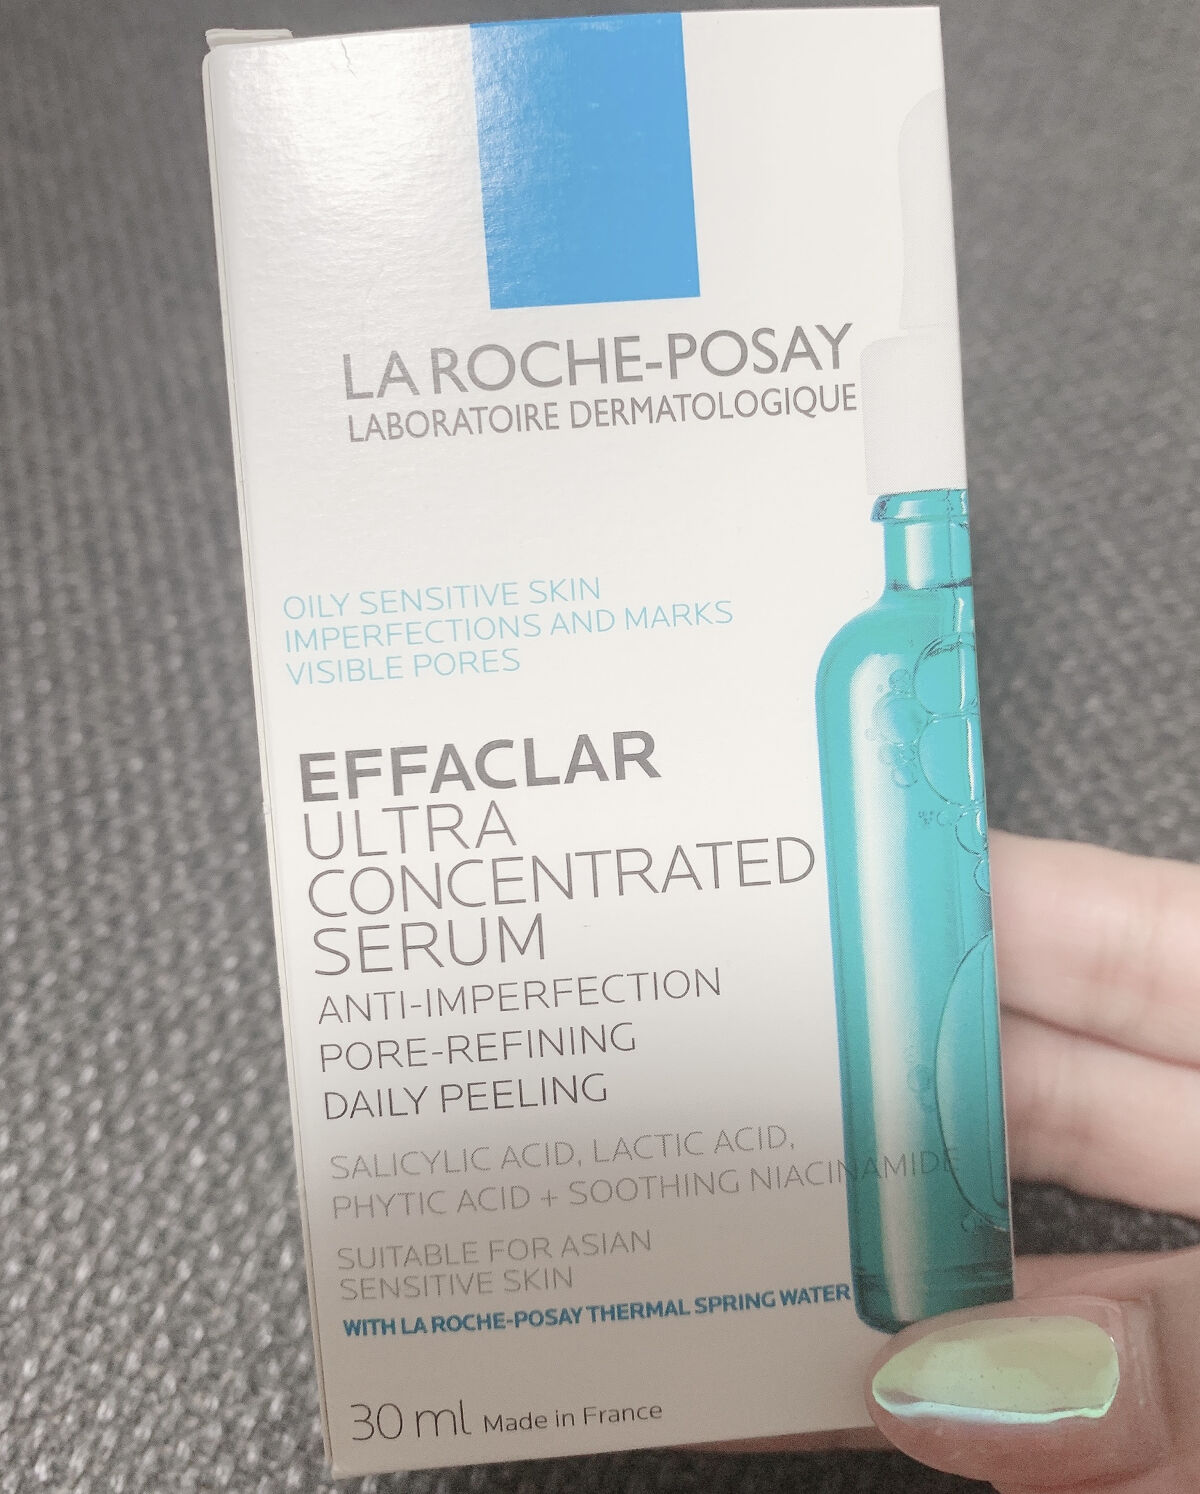 LA ROCHE-POSAY
LABORATOIRE DERMATOLOGIQUE
OILY SENSITIVE SKIN
IMPERFECTIONS AND MARKS
VISIBLE PORES
EFFACLAR
ULTRA
CONCENTRATED
SERUM
ANTI-IMPERFECTION
PORE-REFINING
DAILY PEELING
SALICYLIC ACID, LACTIC ACID,
PHYTIC ACID + SOOTHING NIACINAMIDE
SUITABLE FOR ASIAN
SENSITIVE SKIN
WITH LA ROCHE-POSAY THERMAL SPRING WATER
30 ml Made in France